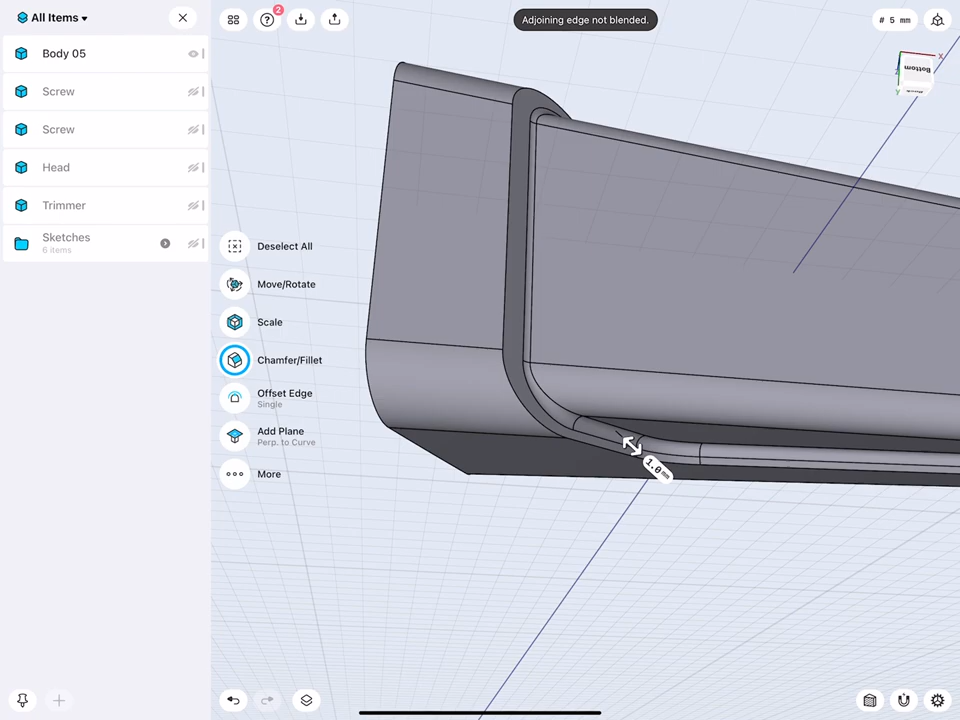 All Items
2
Adjoining edge not blended.
# 5 mm
Body 05
Screw
Screw
Head
Trimmer
Sketches
6 items
Deselect All
Move/Rotate
Scale
Chamfer/Fillet
Offset Edge
Single
Add Plane
Perp. to Curve
More
1.0 mm
Bottom
X
Y